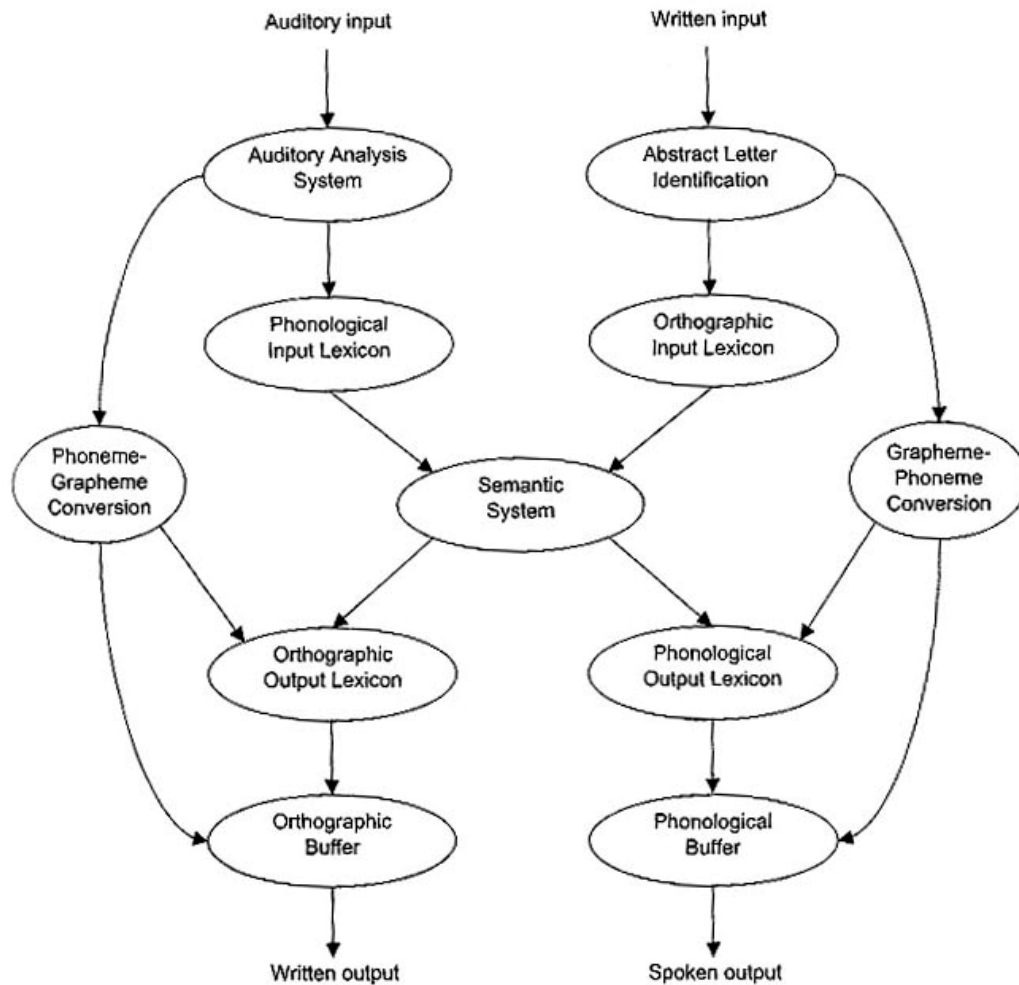 Auditory input
Written input
Auditory Analysis
System
Abstract Letter
Identification
Phonological
Input Lexicon
Orthographic
Input Lexicon
Phoneme-
Grapheme
Conversion
Semantic
System
Grapheme-
Phoneme
Conversion
Orthographic
Output Lexicon
Phonological
Output Lexicon
Orthographic
Buffer
Phonological
Buffer
Written output
Spoken output